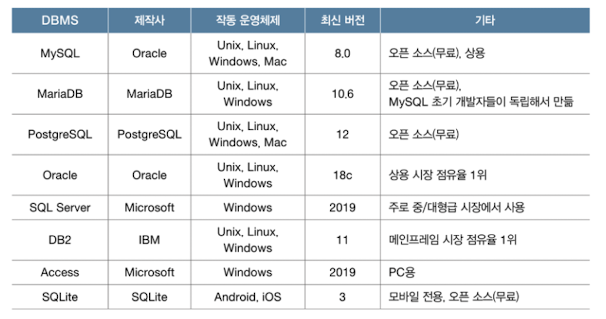 DBMS 제작사 작동 운영체제 최신 버전 기타
MySQL Oracle Unix, Linux, Windows, Mac 8.0 오픈 소스(무료), 상용
MariaDB MariaDB Unix, Linux, Windows 10.6 오픈 소스(무료), MySQL 초기 개발자들이 독립해서 만듦
PostgreSQL PostgreSQL Unix, Linux, Windows, Mac 12 오픈 소스(무료)
Oracle Oracle Unix, Linux, Windows 18c 상용 시장 점유율 1위
SQL Server Microsoft Windows 2019 주로 중/대형급 시장에서 사용
DB2 IBM Unix, Linux, Windows 11 메인프레임 시장 점유율 1위
Access Microsoft Windows 2019 PC용
SQLite SQLite Android, iOS 3 모바일 전용, 오픈 소스(무료)